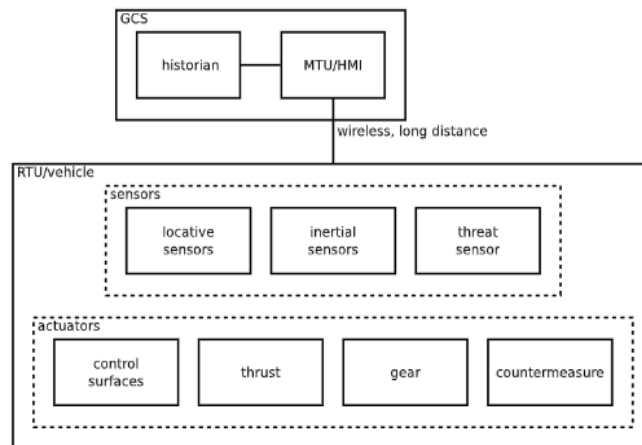 GCS
historian
MTU/HMI
wireless, long distance
RTU/vehicle
sensors
locative
sensors
inertial
sensors
threat
sensor
actuators
control
surfaces
thrust
gear
countermeasure